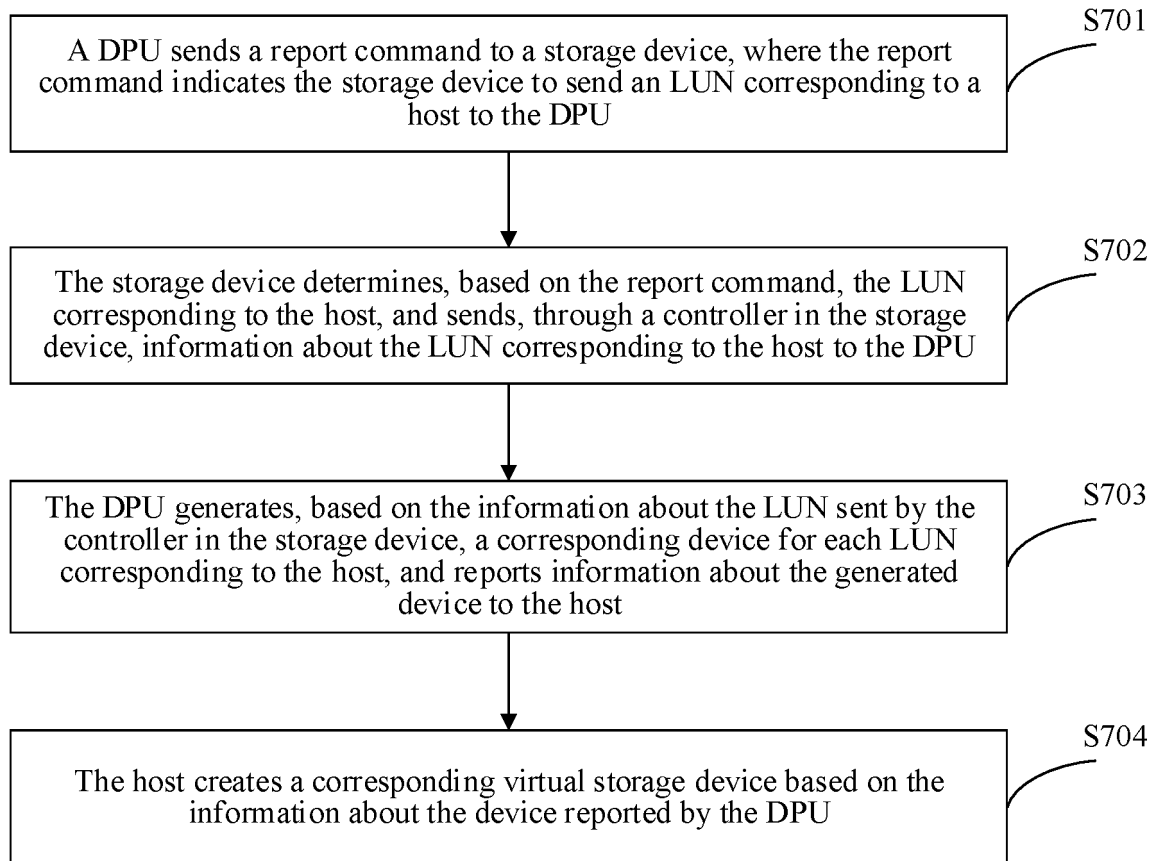 S701
A DPU sends a report command to a storage device, where the report
command indicates the storage device to send an LUN corresponding to a
host to the DPU
S702
The storage device determines, based on the report command, the LUN
corresponding to the host, and sends, through a controller in the storage
device, information about the LUN corresponding to the host to the DPU
S703
The DPU generates, based on the information about the LUN sent by the
controller in the storage device, a corresponding device for each LUN
corresponding to the host, and reports information about the generated
device to the host
S704
The host creates a corresponding virtual storage device based on the
information about the device reported by the DPU